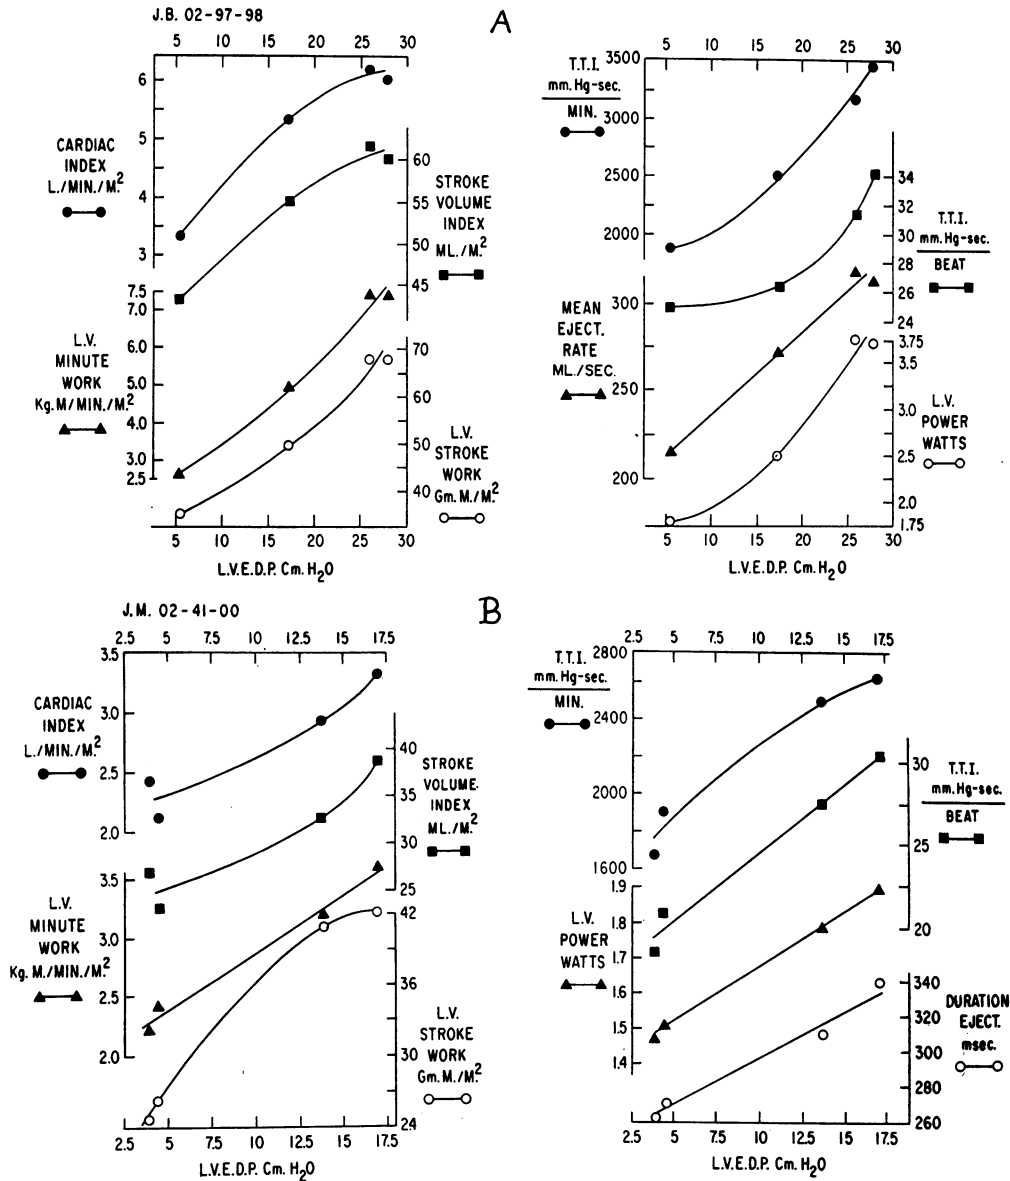 J.B. 02-97-98
A
5 10 15 20 25 30
6
5
4
3
CARDIAC
INDEX
L./MIN./M.²
60
55
50
45
STROKE
VOLUME
INDEX
ML./M.²
7.5
7.0
6.0
5.0
4.0
3.0
2.5
L.V.
MINUTE
WORK
Kg.M/MIN./M.²
70
60
50
40
L.V.
STROKE
WORK
Gm.M./M.²
5 10 15 20 25 30
L.V.E.D.P. Cm. H₂O
5 10 15 20 25 30
T.T.I.
mm.Hg-sec.
MIN.
3500
3000
2500
2000
34
32
30
28
26
24
T.T.I.
mm.Hg-sec.
BEAT
MEAN
EJECT.
RATE
ML./SEC.
300
250
200
3.75
3.5
3.0
2.5
2.0
1.75
L.V.
POWER
WATTS
5 10 15 20 25 30
L.V.E.D.P. Cm. H₂O
J.M. 02-41-00
B
2.5 5 7.5 10 12.5 15 17.5
3.5
3.0
2.5
2.0
CARDIAC
INDEX
L./MIN./M.²
40
35
30
25
STROKE
VOLUME
INDEX
ML./M.²
3.5
3.0
2.5
2.0
L.V.
MINUTE
WORK
Kg. M./MIN./M.²
42
36
30
24
L.V.
STROKE
WORK
Gm. M./M.²
2.5 5 7.5 10 12.5 15 17.5
L.V.E.D.P. Cm. H₂O
2.5 5 7.5 10 12.5 15 17.5
T.T.I.
mm.Hg-sec.
MIN.
2800
2400
2000
1600
30
25
20
T.T.I.
mm.Hg-sec.
BEAT
1.9
1.8
1.7
1.6
1.5
1.4
L.V.
POWER
WATTS
340
320
300
280
260
DURATION
EJECT.
msec.
2.5 5 7.5 10 12.5 15 17.5
L.V.E.D.P. Cm. H₂O